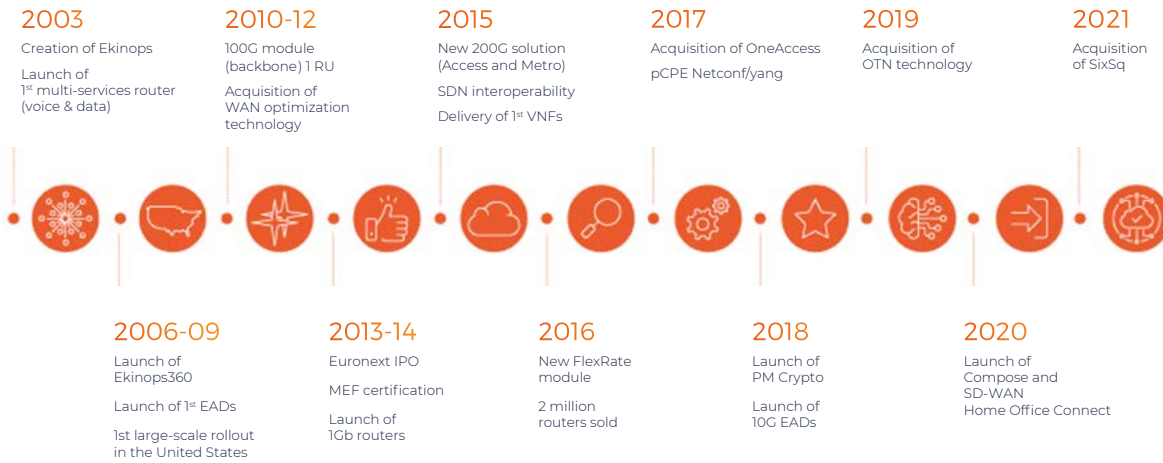 2003
Creation of Ekinops
Launch of
1st multi-services router
(voice & data)
2010-12
100G module
(backbone) 1 RU
Acquisition of
WAN optimization
technology
2015
New 200G solution
(Access and Metro)
SDN interoperability
Delivery of 1st VNFs
2017
Acquisition of OneAccess
pCPE Netconf/yang
2019
Acquisition of
OTN technology
2021
Acquisition
of SixSq
2006-09
Launch of
Ekinops360
Launch of 1st EADs
1st large-scale rollout
in the United States
2013-14
Euronext IPO
MEF certification
Launch of
1Gb routers
2016
New FlexRate
module
2 million
routers sold
2018
Launch of
PM Crypto
Launch of
10G EADs
2020
Launch of
Compose and
SD-WAN
Home Office Connect